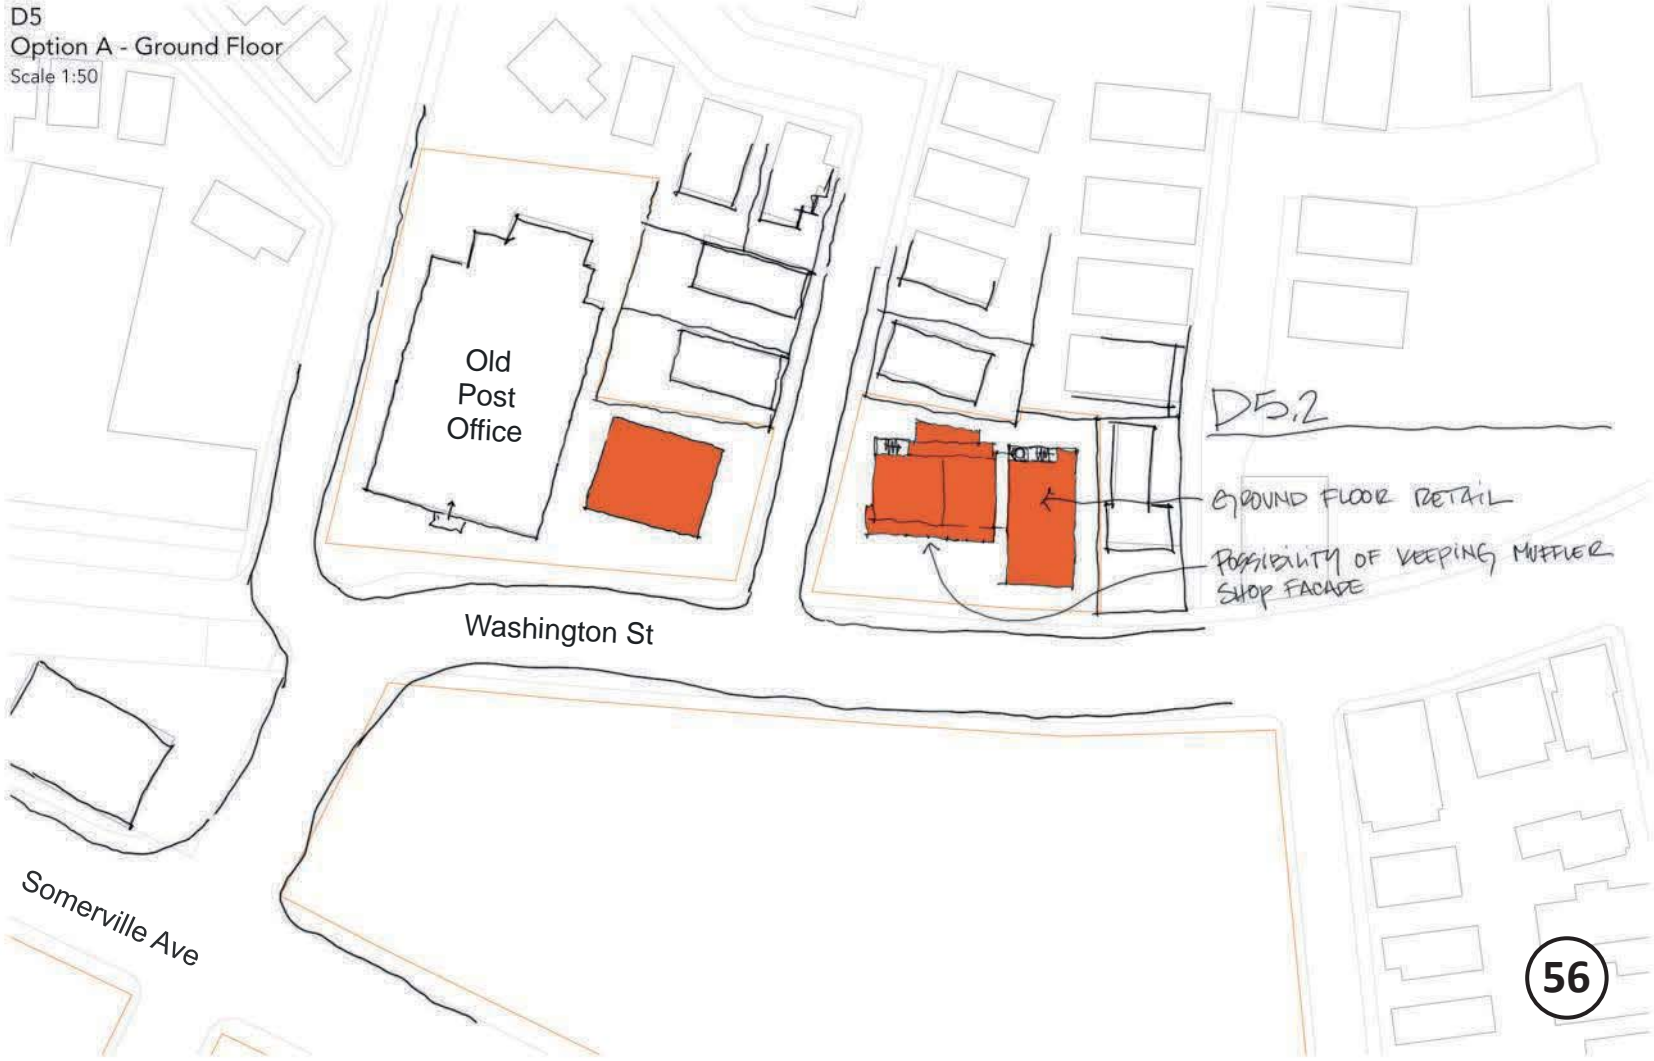 D5
Option A - Ground Floor
Scale 1:50
Old
Post
Office
D5.2
GROUND FLOOR RETAIL
POSSIBILITY OF KEEPING MUFFLER
SHOP FACADE
Washington St
Somerville Ave
56